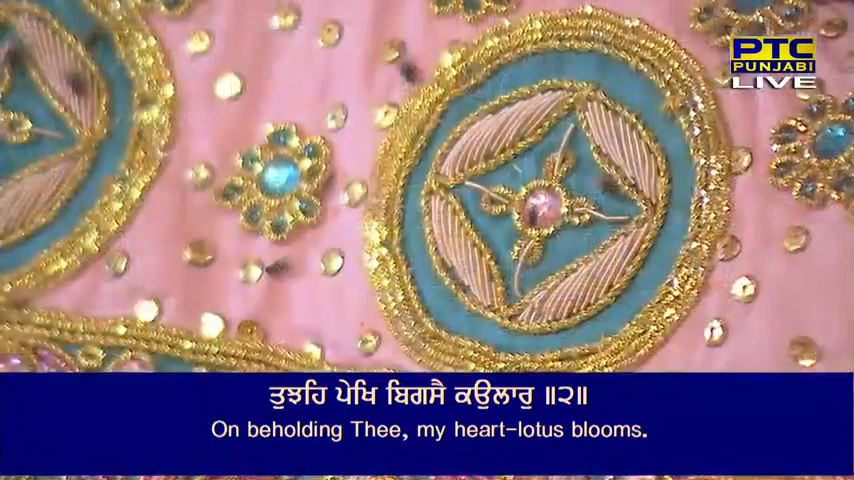 PTC
PUNJABI
LIVE
ਤੁਝਹਿ ਪੇਖਿ ਬਿਗਸੈ ਕਉਲਾਰੁ ॥੨॥
On beholding Thee, my heart-lotus blooms.